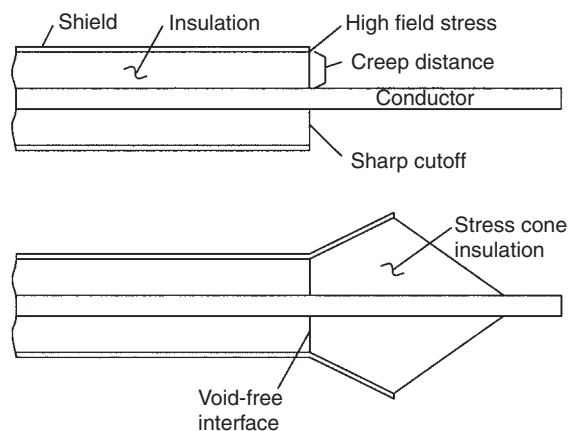 Shield
Insulation
High field stress
Creep distance
Conductor
Sharp cutoff
Stress cone
insulation
Void-free
interface